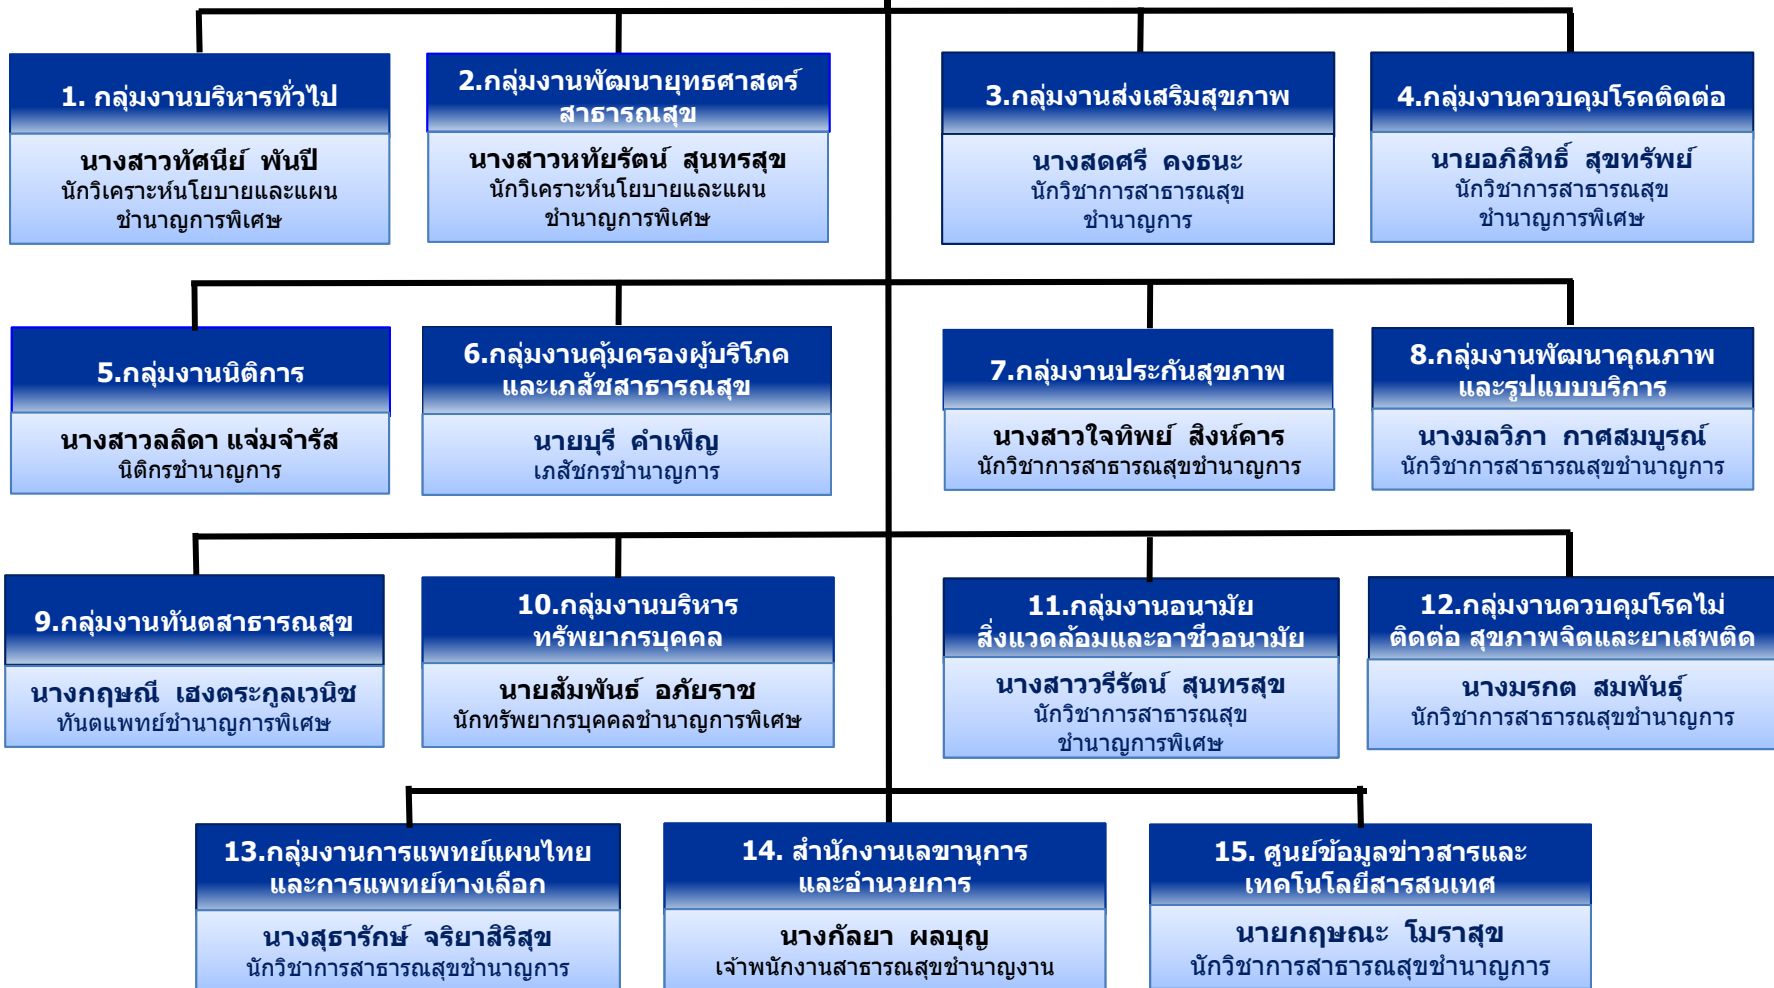 1. กลุ่มงานบริหารทั่วไป
นางสาวทัศนีย์ พันปี
นักวิเคราะห์นโยบายและแผน
ชำนาญการพิเศษ
2.กลุ่มงานพัฒนายุทธศาสตร์
สาธารณสุข
นางสาวหทัยรัตน์ สุนทรสุข
นักวิเคราะห์นโยบายและแผน
ชำนาญการพิเศษ
3.กลุ่มงานส่งเสริมสุขภาพ
นางสดศรี คงธนะ
นักวิชาการสาธารณสุข
ชำนาญการ
4.กลุ่มงานควบคุมโรคติดต่อ
นายอภิสิทธิ์ สุขทรัพย์
นักวิชาการสาธารณสุข
ชำนาญการพิเศษ
5.กลุ่มงานนิติการ
นางสาวลลิดา แจ่มจำรัส
นิติกรชำนาญการ
6.กลุ่มงานคุ้มครองผู้บริโภค
และเภสัชสาธารณสุข
นายบุรี คำเพ็ญ
เภสัชกรชำนาญการ
7.กลุ่มงานประกันสุขภาพ
นางสาวใจทิพย์ สิงห์คาร
นักวิชาการสาธารณสุขชำนาญการ
8.กลุ่มงานพัฒนาคุณภาพ
และรูปแบบบริการ
นางมลวิภา กาศสมบูรณ์
นักวิชาการสาธารณสุขชำนาญการ
9.กลุ่มงานทันตสาธารณสุข
นางกฤษณี เฮงตระกูลเวนิช
ทันตแพทย์ชำนาญการพิเศษ
10.กลุ่มงานบริหาร
ทรัพยากรบุคคล
นายสัมพันธ์ อภัยราช
นักทรัพยากรบุคคลชำนาญการพิเศษ
11.กลุ่มงานอนามัย
สิ่งแวดล้อมและอาชีวอนามัย
นางสาววรีรัตน์ สุนทรสุข
นักวิชาการสาธารณสุข
ชำนาญการพิเศษ
12.กลุ่มงานควบคุมโรคไม่
ติดต่อ สุขภาพจิตและยาเสพติด
นางมรกต สมพันธุ์
นักวิชาการสาธารณสุขชำนาญการ
13.กลุ่มงานการแพทย์แผนไทย
และการแพทย์ทางเลือก
นางสุธารักษ์ จริยาสิริสุข
นักวิชาการสาธารณสุขชำนาญการ
14. สำนักงานเลขานุการ
และอำนวยการ
นางกัลยา ผลบุญ
เจ้าพนักงานสาธารณสุขชำนาญงาน
15. ศูนย์ข้อมูลข่าวสารและ
เทคโนโลยีสารสนเทศ
นายกฤษณะ โมราสุข
นักวิชาการสาธารณสุขชำนาญการ